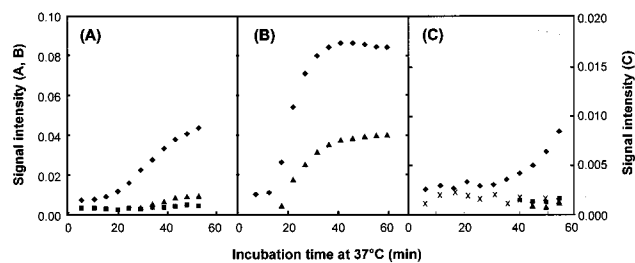 (A) (B) (C)
Signal intensity (A, B)
0.10
0.08
0.06
0.04
0.02
0.00
0.020
0.015
0.010
0.005
0.000
Signal intensity (C)
0 20 40 60 0 20 40 60 0 20 40 60
Incubation time at 37°C (min)